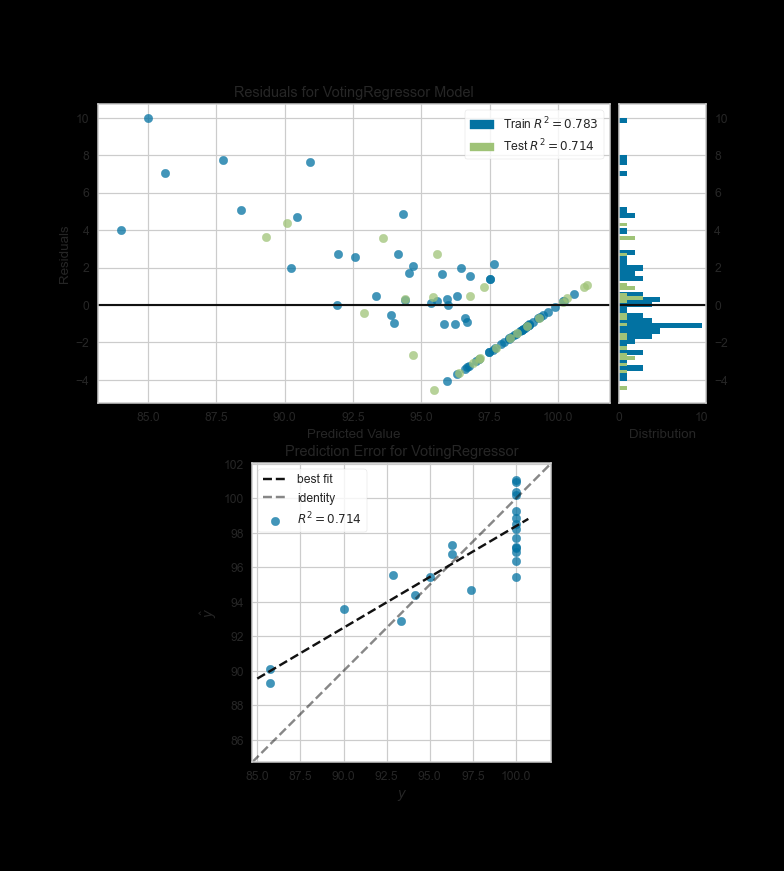 Residuals for VotingRegressor Model
Residuals
10
8
6
4
2
0
−2
−4
Train R² = 0.783
Test R² = 0.714
10
8
6
4
2
0
−2
−4
85.0 87.5 90.0 92.5 95.0 97.5 100.0
0 10
Predicted Value
Distribution
Prediction Error for VotingRegressor
ŷ
102
100
98
96
94
92
90
88
86
best fit
identity
R² = 0.714
85.0 87.5 90.0 92.5 95.0 97.5 100.0
y